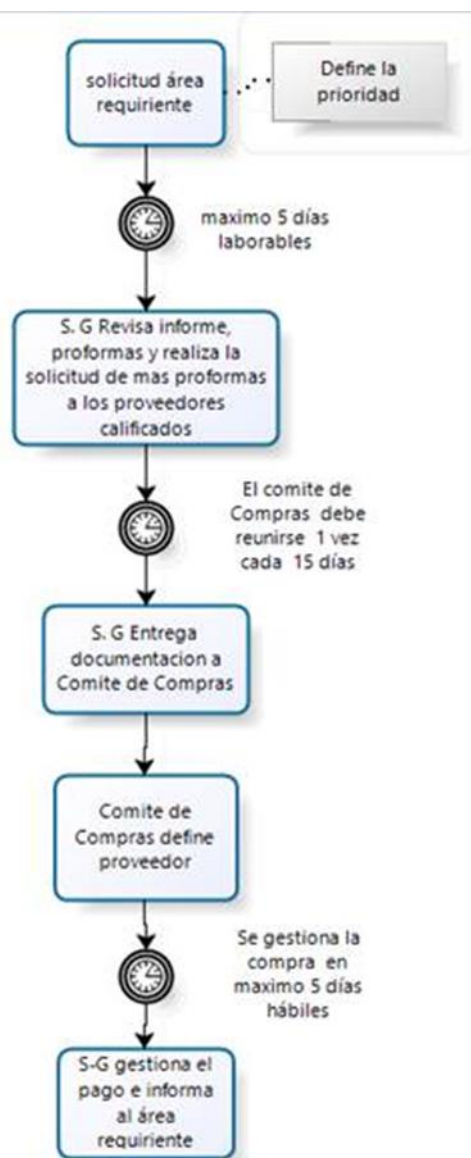 solicitud área
requiriente
Define la
prioridad
maximo 5 días
laborables
S. G Revisa informe,
proformas y realiza la
solicitud de mas proformas
a los proveedores
calificados
El comite de
Compras debe
reunirse 1 vez
cada 15 días
S. G Entrega
documentacion a
Comite de Compras
Comite de
Compras define
proveedor
Se gestiona la
compra en
maximo 5 días
hábiles
S-G gestiona el
pago e informa
al área
requiriente